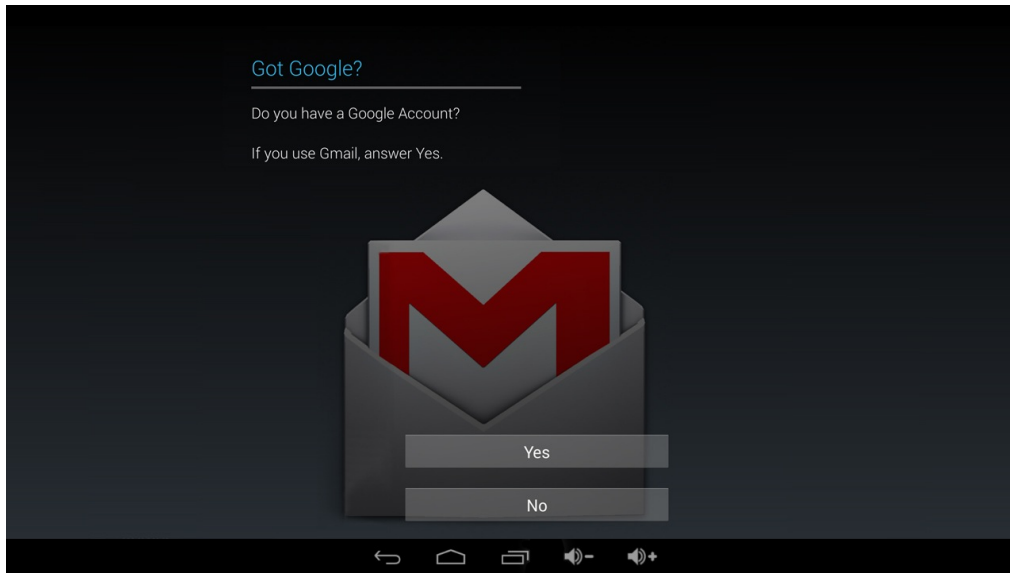 Got Google?
Do you have a Google Account?
If you use Gmail, answer Yes.
Yes
No